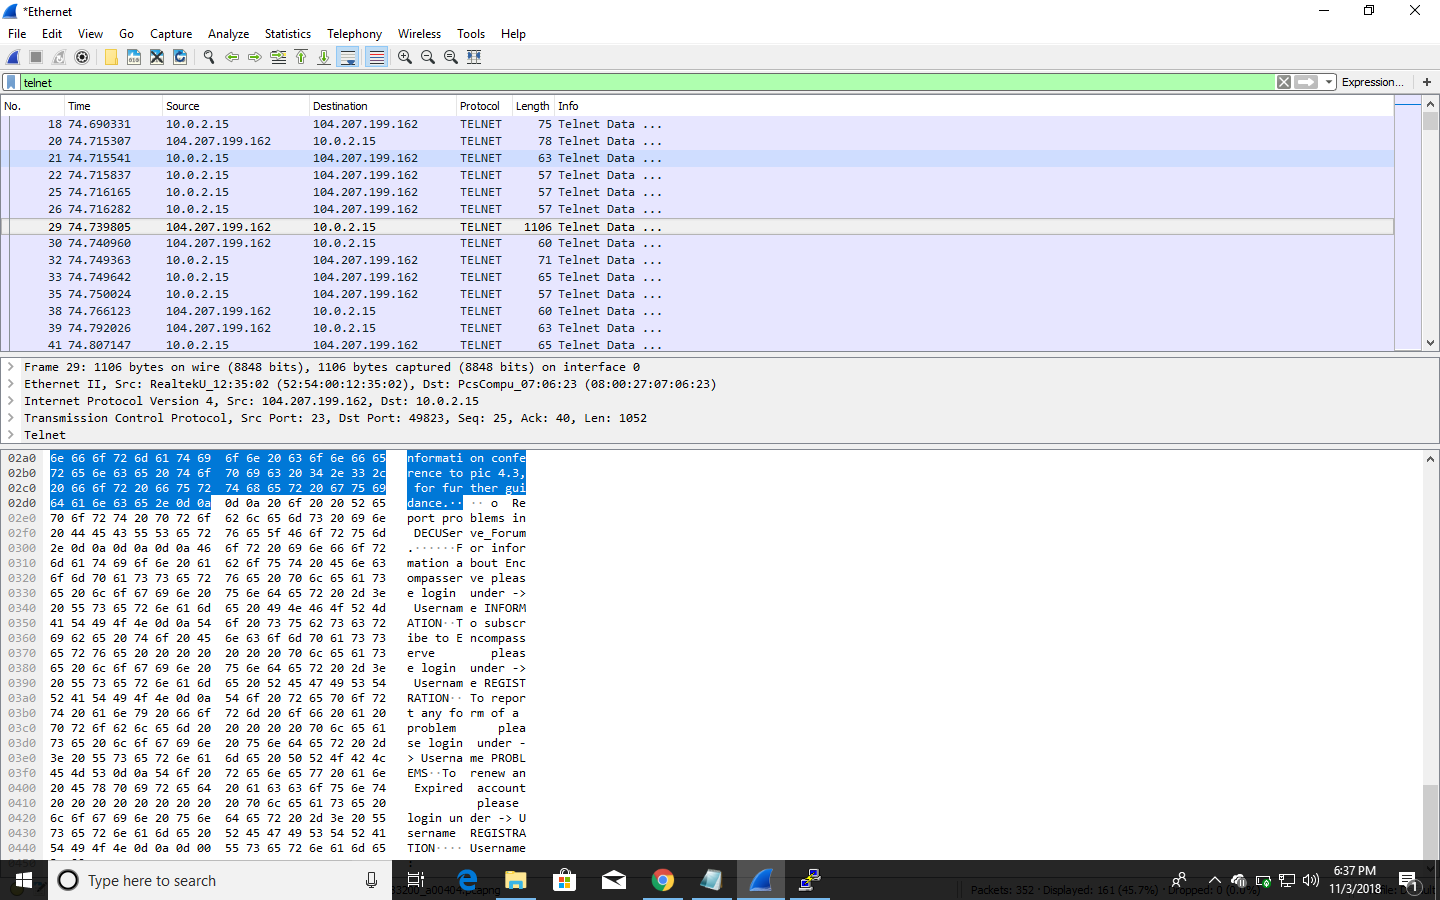 *Ethernet
File Edit View Go Capture Analyze Statistics Telephony Wireless Tools Help
telnet Expression... +
No. Time Source Destination Protocol Length Info
18 74.690331 10.0.2.15 104.207.199.162 TELNET 75 Telnet Data ...
20 74.715307 104.207.199.162 10.0.2.15 TELNET 78 Telnet Data ...
21 74.715541 10.0.2.15 104.207.199.162 TELNET 63 Telnet Data ...
22 74.715837 10.0.2.15 104.207.199.162 TELNET 57 Telnet Data ...
25 74.716165 10.0.2.15 104.207.199.162 TELNET 57 Telnet Data ...
26 74.716282 10.0.2.15 104.207.199.162 TELNET 57 Telnet Data ...
29 74.739805 104.207.199.162 10.0.2.15 TELNET 1106 Telnet Data ...
30 74.740960 104.207.199.162 10.0.2.15 TELNET 60 Telnet Data ...
32 74.749363 10.0.2.15 104.207.199.162 TELNET 71 Telnet Data ...
33 74.749642 10.0.2.15 104.207.199.162 TELNET 65 Telnet Data ...
35 74.750024 10.0.2.15 104.207.199.162 TELNET 57 Telnet Data ...
38 74.766123 104.207.199.162 10.0.2.15 TELNET 60 Telnet Data ...
39 74.792026 104.207.199.162 10.0.2.15 TELNET 63 Telnet Data ...
41 74.807147 10.0.2.15 104.207.199.162 TELNET 65 Telnet Data ...
Frame 29: 1106 bytes on wire (8848 bits), 1106 bytes captured (8848 bits) on interface 0
Ethernet II, Src: RealtekU_12:35:02 (52:54:00:12:35:02), Dst: PcsCompu_07:06:23 (08:00:27:07:06:23)
Internet Protocol Version 4, Src: 104.207.199.162, Dst: 10.0.2.15
Transmission Control Protocol, Src Port: 23, Dst Port: 49823, Seq: 25, Ack: 40, Len: 1052
Telnet
02a0 6e 66 6f 72 6d 61 74 69 6f 6e 20 63 6f 6e 66 65 nformati on confe
02b0 72 65 6e 63 65 20 74 6f 70 69 63 20 34 2e 33 2c rence to pic 4.3,
02c0 20 66 6f 72 20 66 75 72 74 68 65 72 20 67 75 69 for fur ther gui
02d0 64 61 6e 63 65 2e 0d 0a 0d 0a 20 6f 20 20 52 65 dance.·· ·· o Re
02e0 70 6f 72 74 20 70 72 6f 62 6c 65 6d 73 20 69 6e port pro blems in
02f0 20 44 45 43 55 53 65 72 76 65 5f 46 6f 72 75 6d DECUSer ve_Forum
0300 2e 0d 0a 0d 0a 0d 0a 46 6f 72 20 69 6e 66 6f 72 .······F or infor
0310 6d 61 74 69 6f 6e 20 61 62 6f 75 74 20 45 6e 63 mation a bout Enc
0320 6f 6d 70 61 73 73 65 72 76 65 20 70 6c 65 61 73 ompasser ve pleas
0330 65 20 6c 6f 67 69 6e 20 75 6e 64 65 72 20 2d 3e e login under ->
0340 20 55 73 65 72 6e 61 6d 65 20 49 4e 46 4f 52 4d Usernam e INFORM
0350 41 54 49 4f 4e 0d 0a 54 6f 20 73 75 62 73 63 72 ATION··T o subscr
0360 69 62 65 20 74 6f 20 45 6e 63 6f 6d 70 61 73 73 ibe to E ncompass
0370 65 72 76 65 20 20 20 20 20 20 20 70 6c 65 61 73 erve pleas
0380 65 20 6c 6f 67 69 6e 20 75 6e 64 65 72 20 2d 3e e login under ->
0390 20 55 73 65 72 6e 61 6d 65 20 52 45 47 49 53 54 Usernam e REGIST
03a0 52 41 54 49 4f 4e 0d 0a 54 6f 20 72 65 70 6f 72 RATION·· To repor
03b0 74 20 61 6e 79 20 66 6f 72 6d 20 6f 66 20 61 20 t any fo rm of a
03c0 70 72 6f 62 6c 65 6d 20 20 20 20 20 70 6c 65 61 problem plea
03d0 73 65 20 6c 6f 67 69 6e 20 75 6e 64 65 72 20 2d se login under -
03e0 3e 20 55 73 65 72 6e 61 6d 65 20 50 52 4f 42 4c > Userna me PROBL
03f0 45 4d 53 0d 0a 54 6f 20 72 65 6e 65 77 20 61 6e EMS··To renew an
0400 20 45 78 70 69 72 65 64 20 61 63 63 6f 75 6e 74 Expired account
0410 20 20 20 20 20 20 20 20 20 70 6c 65 61 73 65 20 please
0420 6c 6f 67 69 6e 20 75 6e 64 65 72 20 2d 3e 20 55 login un der -> U
0430 73 65 72 6e 61 6d 65 20 52 45 47 49 53 54 52 41 sername REGISTRA
0440 54 49 4f 4e 0d 0a 0d 00 55 73 65 72 6e 61 6d 65 TION···· Username
Type here to search
Packets: 352 · Displayed: 161 (45.7%) · Dropped: 0 (0.0%)
6:37 PM
11/3/2018
1